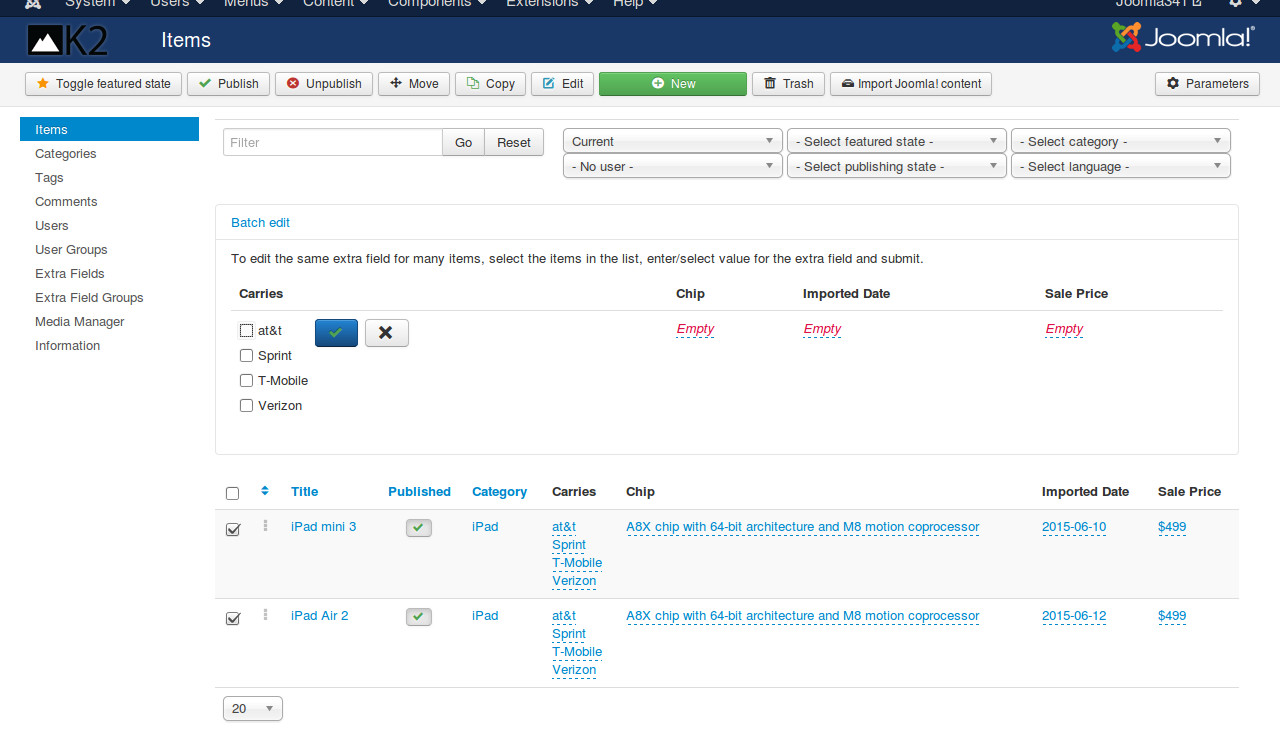 System Users Menus Content Components Extensions Help Joomla341
K2 Items Joomla!®
Toggle featured state Publish Unpublish Move Copy Edit New Trash Import Joomla! content Parameters
Items
Categories
Tags
Comments
Users
User Groups
Extra Fields
Extra Field Groups
Media Manager
Information
Filter Go Reset Current - Select featured state - - Select category -
- No user - - Select publishing state - - Select language -
Batch edit
To edit the same extra field for many items, select the items in the list, enter/select value for the extra field and submit.
Carries Chip Imported Date Sale Price
at&t Empty Empty Empty
Sprint
T-Mobile
Verizon
Title Published Category Carries Chip Imported Date Sale Price
iPad mini 3 iPad at&t A8X chip with 64-bit architecture and M8 motion coprocessor 2015-06-10 $499
Sprint
T-Mobile
Verizon
iPad Air 2 iPad at&t A8X chip with 64-bit architecture and M8 motion coprocessor 2015-06-12 $499
Sprint
T-Mobile
Verizon
20